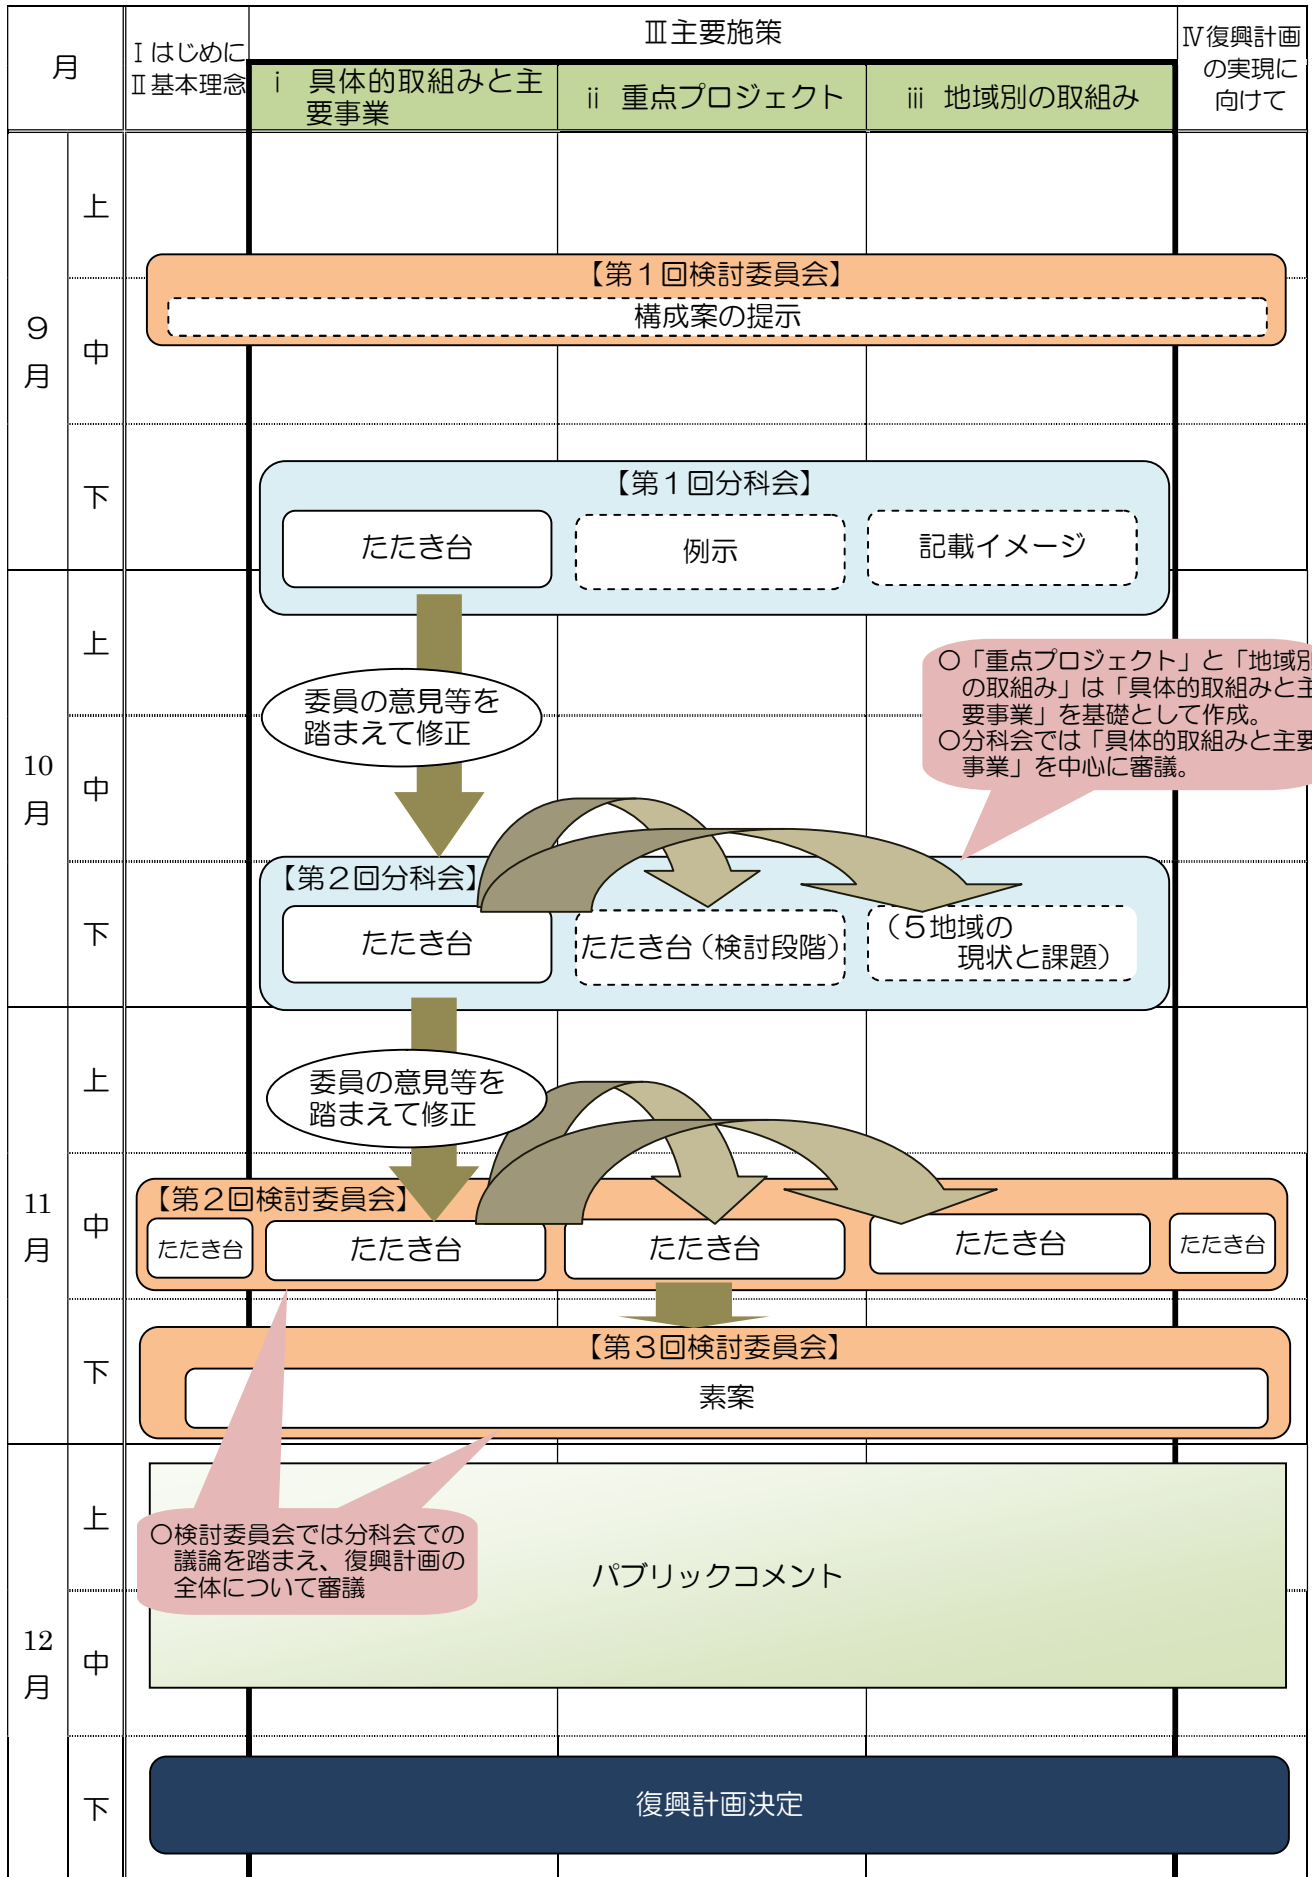 月
Ⅰはじめに
Ⅱ基本理念
Ⅲ主要施策
ⅰ 具体的取組みと主
要事業
ⅱ 重点プロジェクト
ⅲ 地域別の取組み
Ⅳ復興計画
の実現に
向けて
9
月
上
中
下
【第1回検討委員会】
構成案の提示
【第1回分科会】
たたき台
例示
記載イメージ
10
月
上
中
下
委員の意見等を
踏まえて修正
○「重点プロジェクト」と「地域別
の取組み」は「具体的取組みと主
要事業」を基礎として作成。
○分科会では「具体的取組みと主要
事業」を中心に審議。
【第2回分科会】
たたき台
たたき台(検討段階)
(5地域の
現状と課題)
11
月
上
中
下
委員の意見等を
踏まえて修正
【第2回検討委員会】
たたき台
たたき台
たたき台
たたき台
たたき台
【第3回検討委員会】
素案
12
月
上
中
下
○検討委員会では分科会での
議論を踏まえ、復興計画の
全体について審議
パブリックコメント
復興計画決定